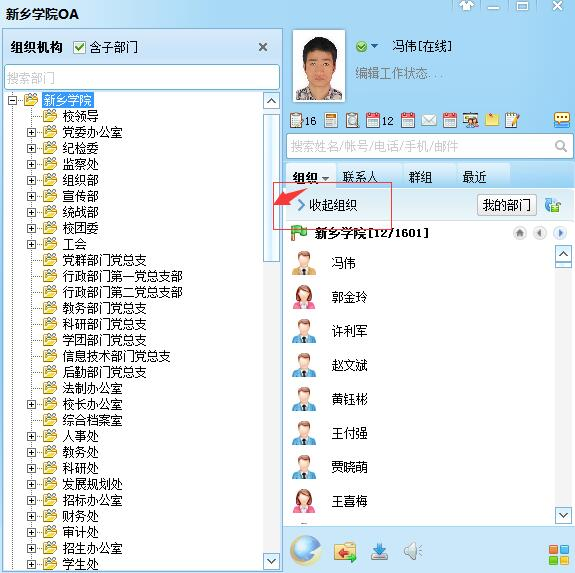 新乡学院OA
组织机构 含子部门
搜索部门
新乡学院
校领导
党委办公室
纪检委
监察处
组织部
宣传部
统战部
校团委
工会
党群部门党总支
行政部门第一党总支部
行政部门第二党总支部
教务部门党总支
科研部门党总支
学团部门党总支
信息技术部门党总支
后勤部门党总支
法制办公室
校长办公室
综合档案室
人事处
教务处
科研处
发展规划处
招标办公室
财务处
审计处
招生办公室
学生处
冯伟[在线]
编辑工作状态...
16 12
搜索姓名/帐号/电话/手机/邮件
组织 联系人 群组 最近
收起组织 我的部门
新乡学院[127/1601]
冯伟
郭金玲
许利军
赵文斌
黄钰彬
王付强
贾晓萌
王喜梅